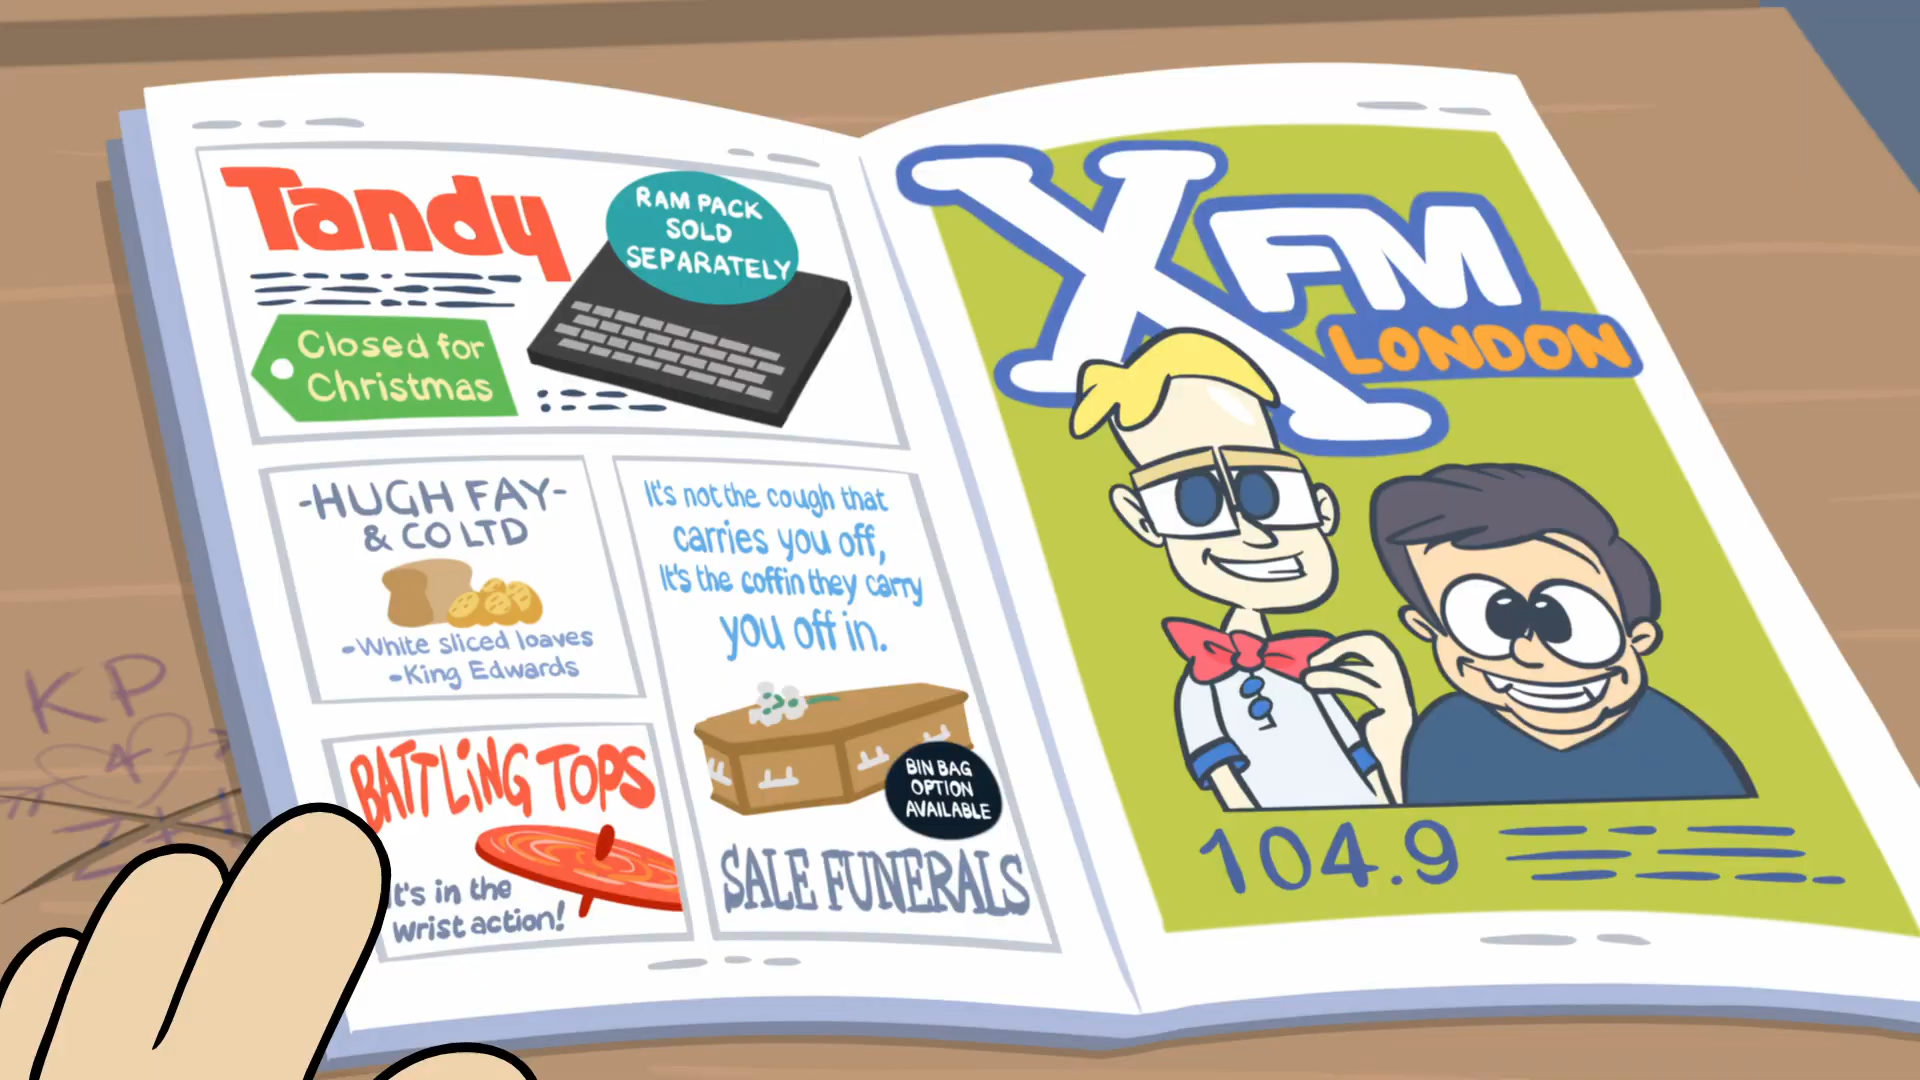 Tandy
RAM PACK
SOLD
SEPARATELY
Closed for
Christmas
-HUGH FAY-
& CO LTD
-White sliced loaves
-King Edwards
It's not the cough that
carries you off,
It's the coffin they carry
you off in.
BIN BAG
OPTION
AVAILABLE
SALE FUNERALS
BATTLING TOPS
It's in the
wrist action!
XFM
LONDON
104.9
KP